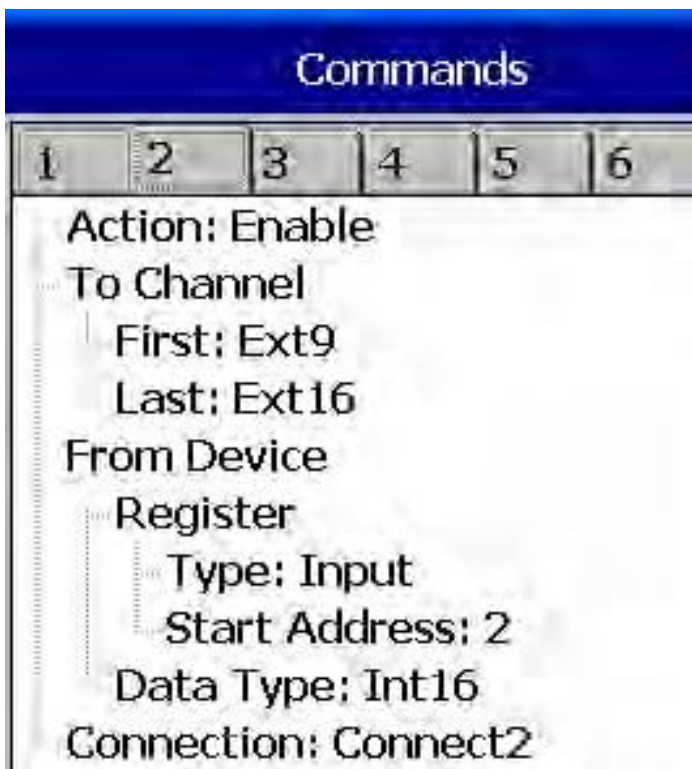 Commands
1 2 3 4 5 6
Action: Enable
To Channel
First: Ext9
Last: Ext16
From Device
Register
Type: Input
Start Address: 2
Data Type: Int16
Connection: Connect2